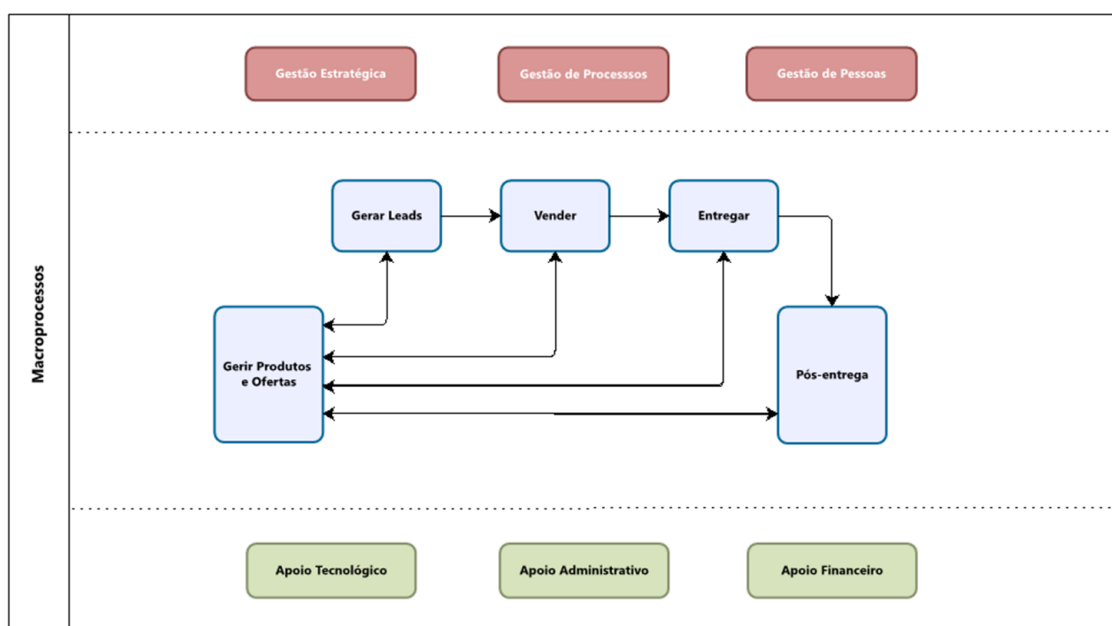 Macroprocessos
Gestão Estratégica
Gestão de Processsos
Gestão de Pessoas
Gerar Leads
Vender
Entregar
Gerir Produtos
e Ofertas
Pós-entrega
Apoio Tecnológico
Apoio Administrativo
Apoio Financeiro